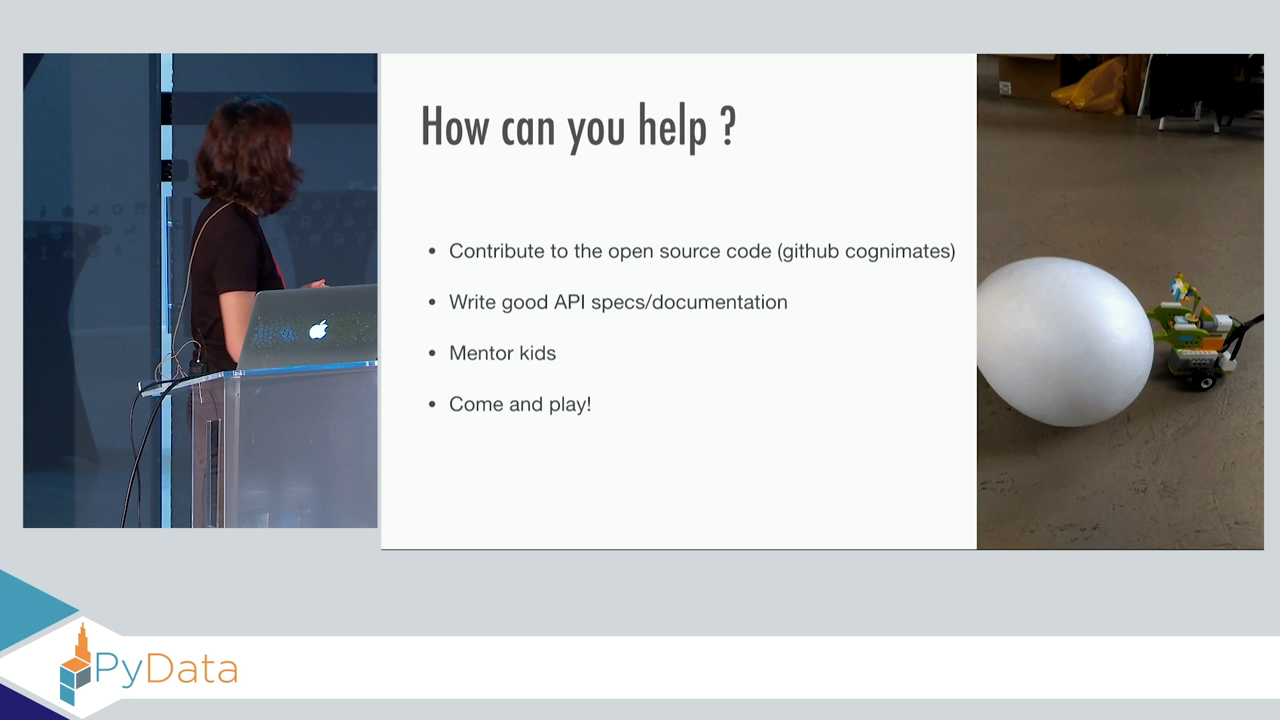 How can you help ?
• Contribute to the open source code (github cognimates)
• Write good API specs/documentation
• Mentor kids
• Come and play!
PyData